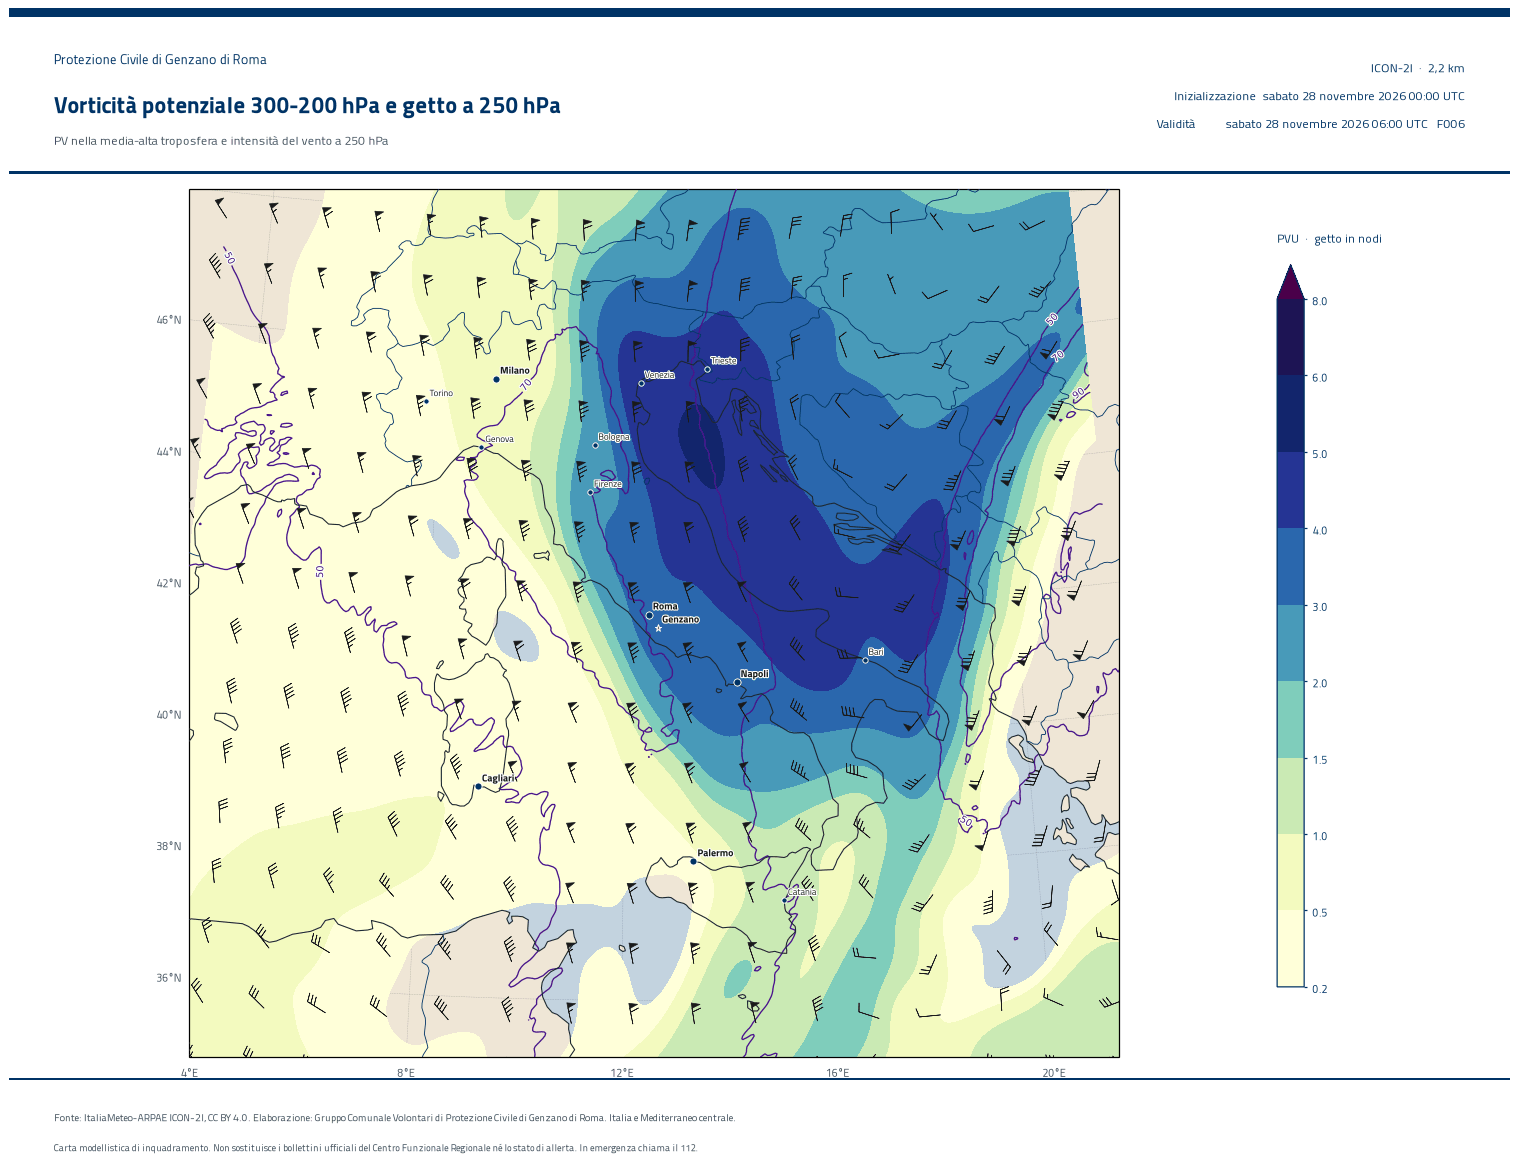 Protezione Civile di Genzano di Roma
Vorticità potenziale 300-200 hPa e getto a 250 hPa
PV nella media-alta troposfera e intensità del vento a 250 hPa
ICON-2I · 2,2 km
Inizializzazione sabato 28 novembre 2026 00:00 UTC
Validità sabato 28 novembre 2026 06:00 UTC F006
PVU · getto in nodi
8.0
6.0
5.0
4.0
3.0
2.0
1.5
1.0
0.5
0.2
46°N
44°N
42°N
40°N
38°N
36°N
4°E
8°E
12°E
16°E
20°E
50
50
70
90
70
50
50
Milano
Torino
Venezia
Trieste
Genova
Bologna
Firenze
Roma
Genzano
Napoli
Bari
Cagliari
Palermo
Catania
Fonte: ItaliaMeteo-ARPAE ICON-2I, CC BY 4.0. Elaborazione: Gruppo Comunale Volontari di Protezione Civile di Genzano di Roma. Italia e Mediterraneo centrale.
Carta modellistica di inquadramento. Non sostituisce i bollettini ufficiali del Centro Funzionale Regionale né lo stato di allerta. In emergenza chiama il 112.